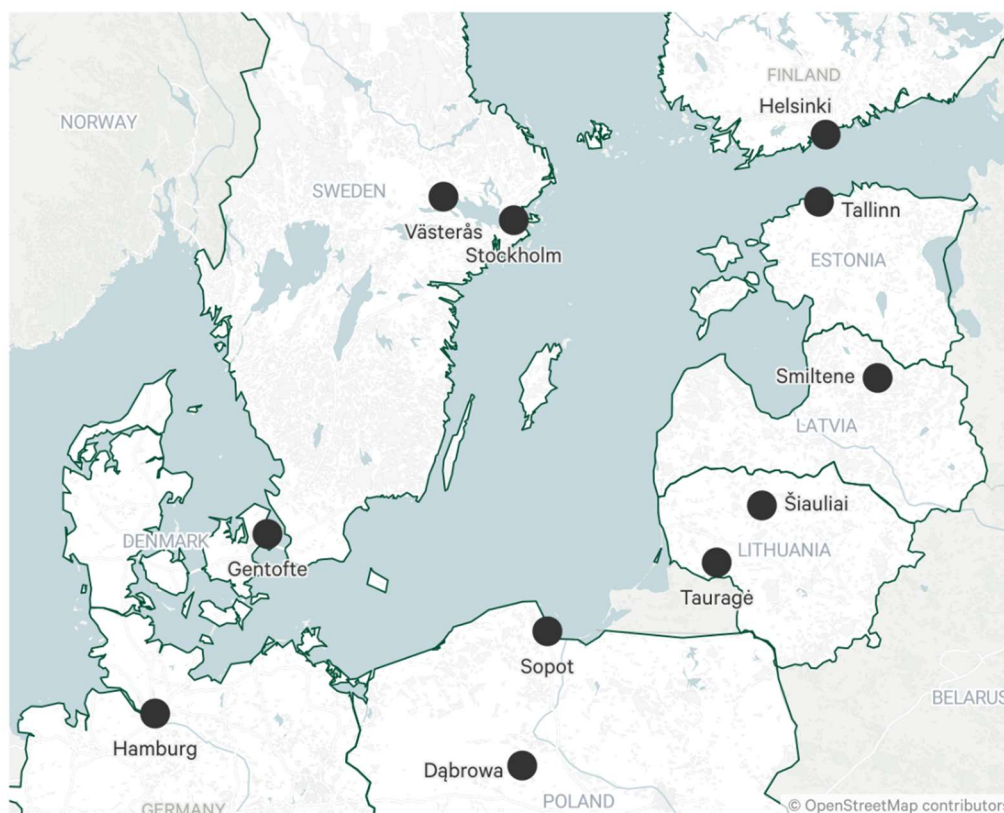 FINLAND
Helsinki
NORWAY
SWEDEN
Västerås
Stockholm
Tallinn
ESTONIA
Smiltene
LATVIA
Šiauliai
DENMARK
LITHUANIA
Gentofte
Tauragė
Sopot
BELARUS
Hamburg
Dąbrowa
POLAND
GERMANY
© OpenStreetMap contributors